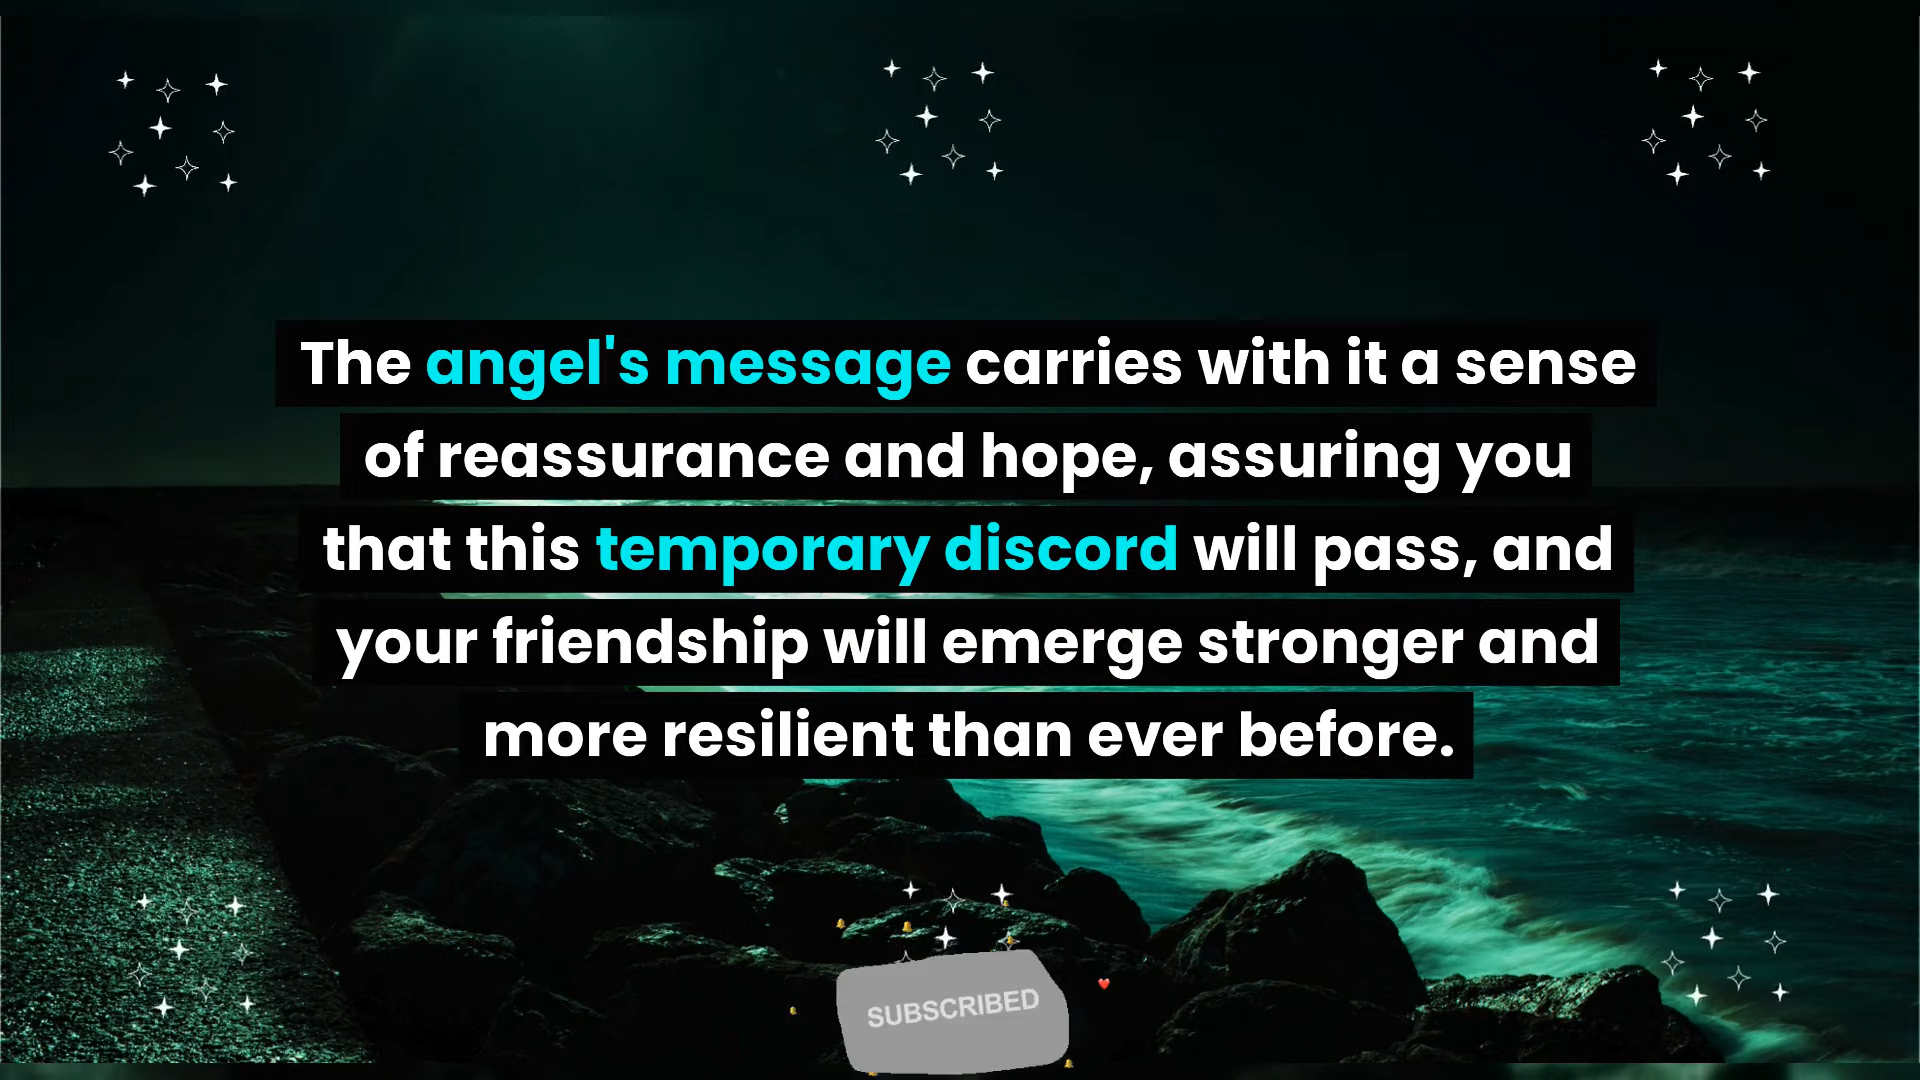 The angel's message carries with it a sense
of reassurance and hope, assuring you
that this temporary discord will pass, and
your friendship will emerge stronger and
more resilient than ever before.
SUBSCRIBED